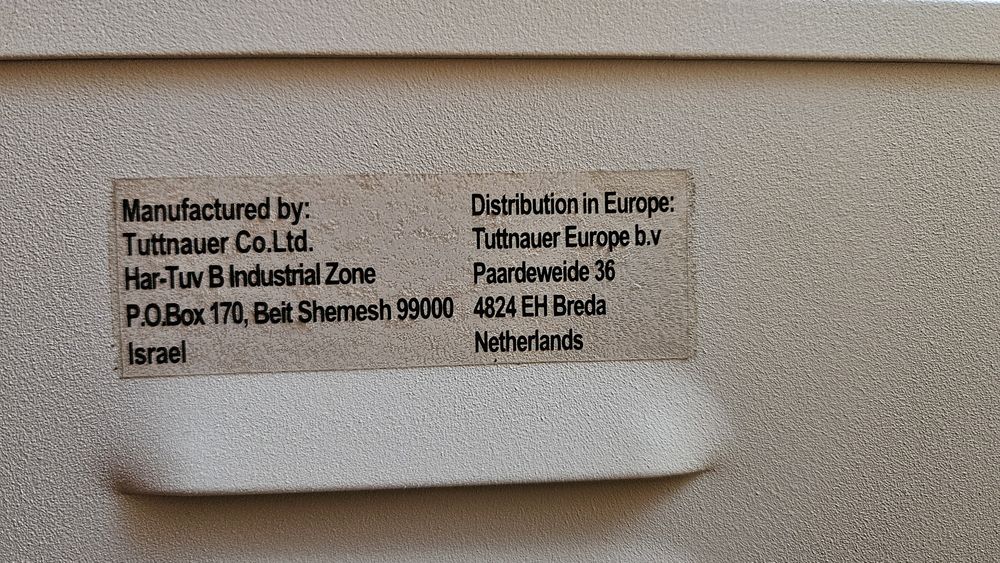 Manufactured by:
Tuttnauer Co.Ltd.
Har-Tuv B Industrial Zone
P.O.Box 170, Beit Shemesh 99000
Israel
Distribution in Europe:
Tuttnauer Europe b.v
Paardeweide 36
4824 EH Breda
Netherlands